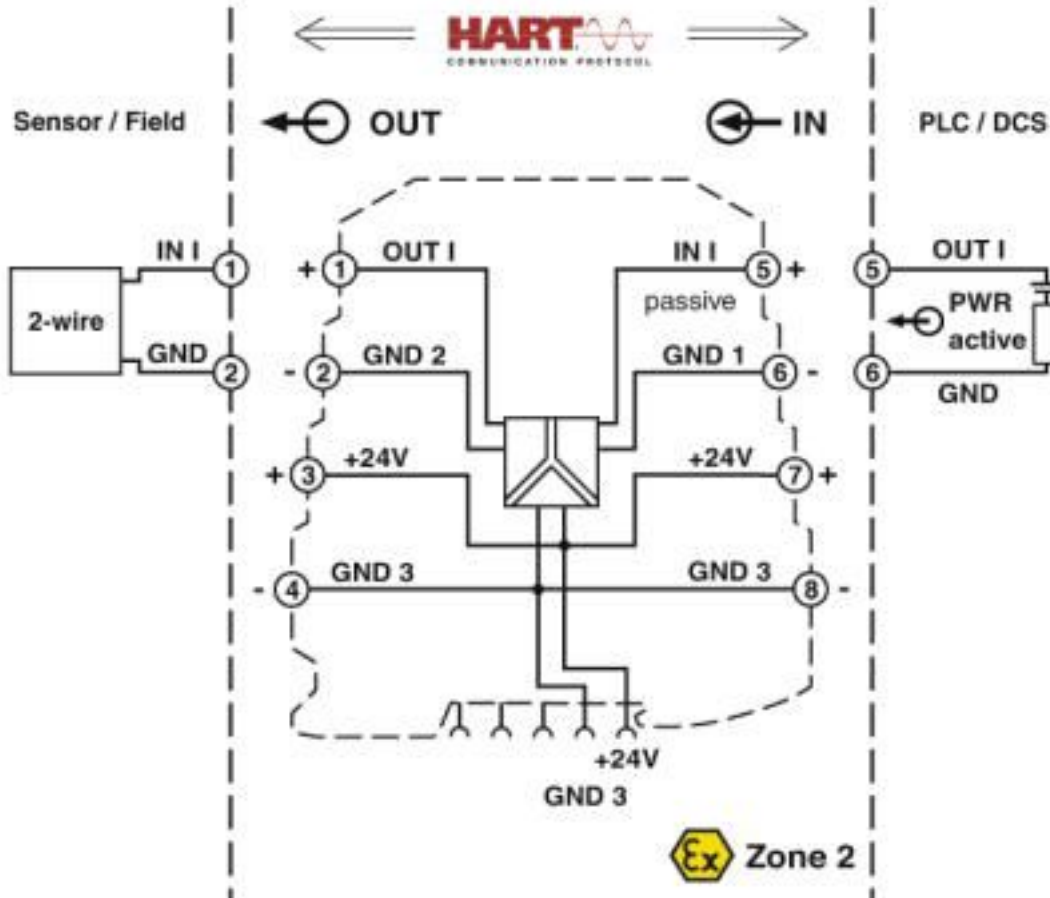 HART
COMMUNICATION PROTOCOL
Sensor / Field
OUT
IN
PLC / DCS
IN I
1
+ 1
OUT I
IN I
5 +
5
OUT I
2-wire
passive
PWR
active
GND
2
- 2
GND 2
GND 1
6 -
6
GND
+ 3
+24V
+24V
7 +
- 4
GND 3
GND 3
8 -
+24V
GND 3
Ex
Zone 2